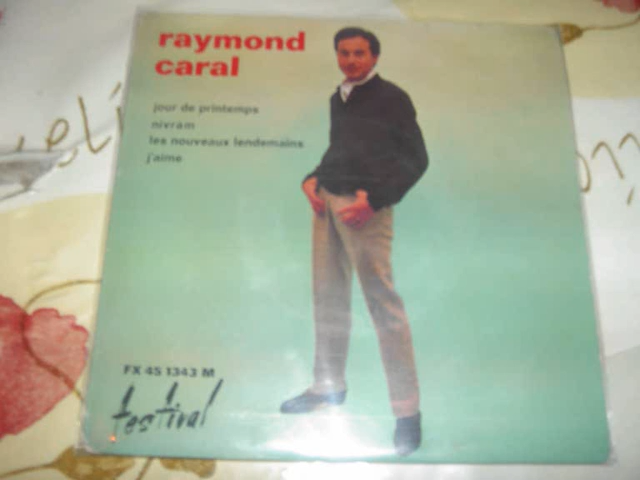 raymond
caral
jour de printemps
nivram
les nouveaux lendemains
j'aime
FX 45 1343 M
festival